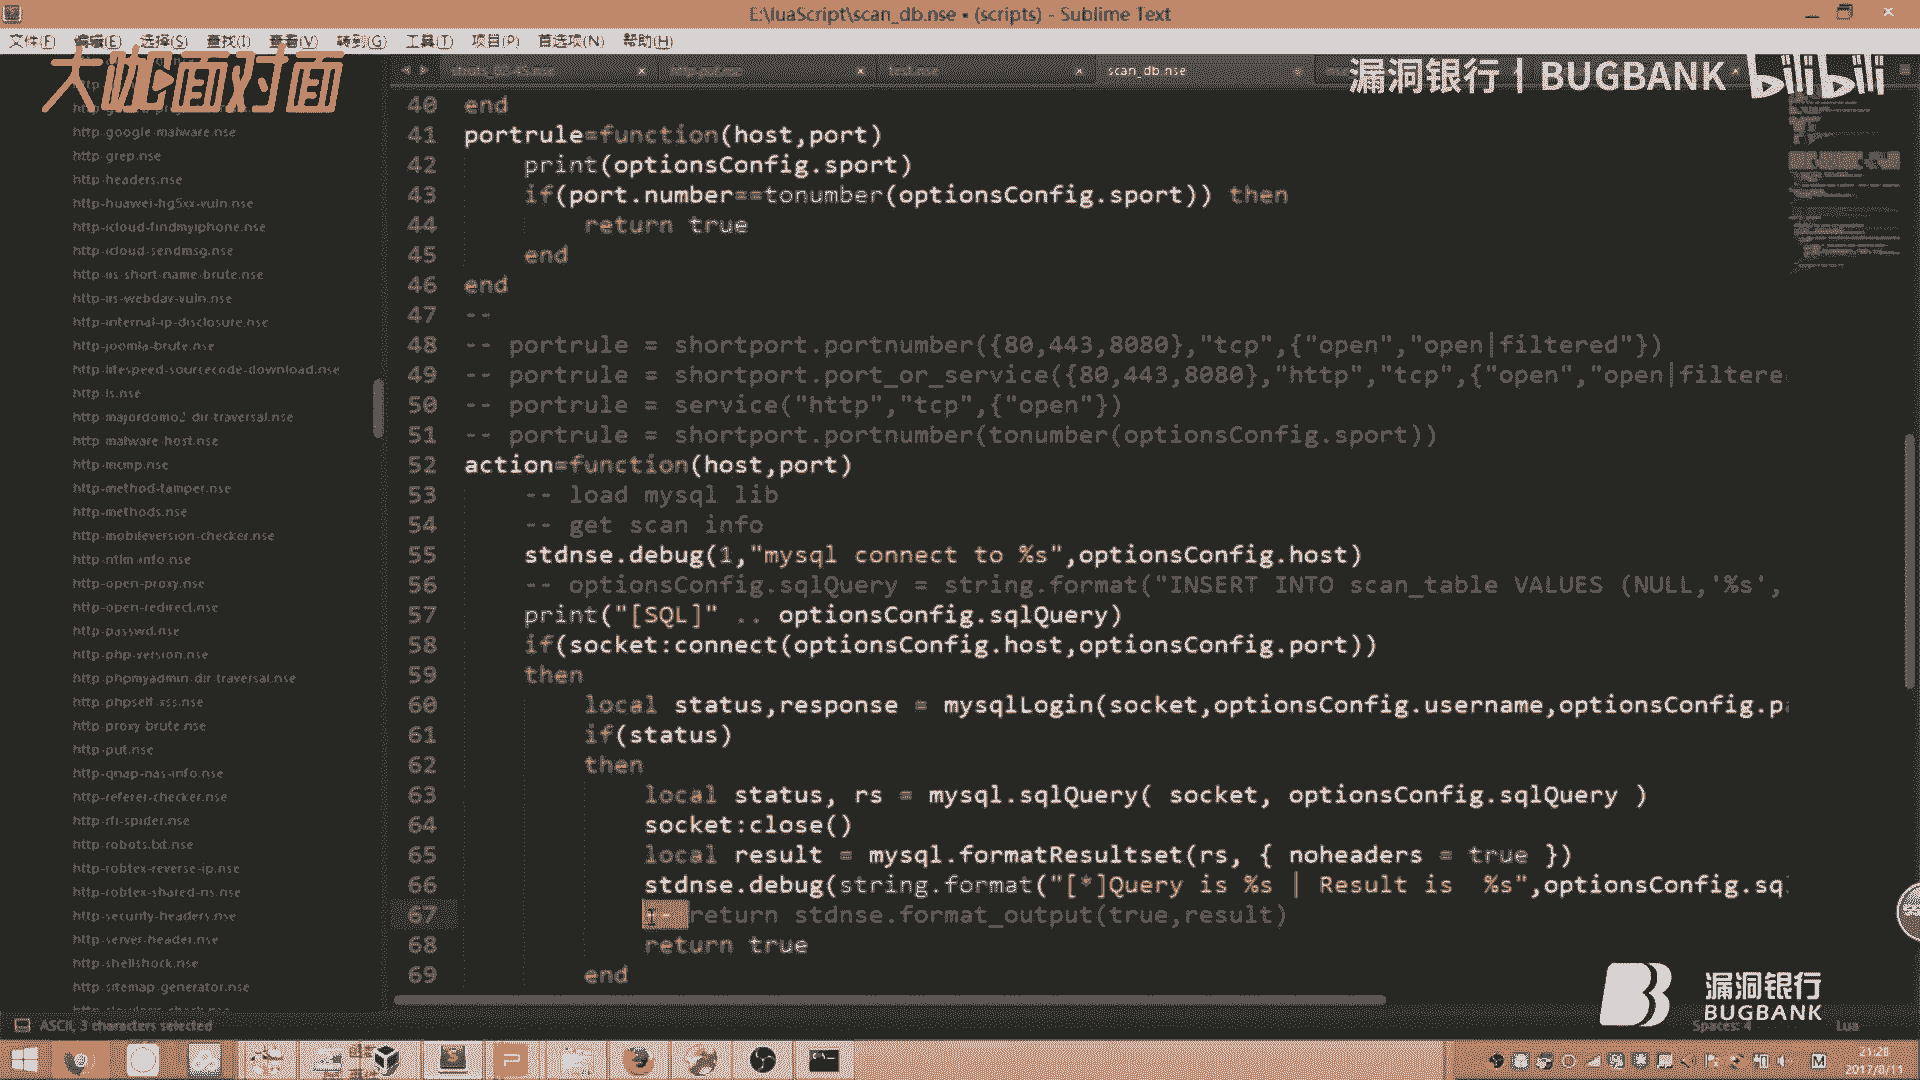 E:\luaScript\scan_db.nse • (scripts) - Sublime Text
文件(F) 编辑(E) 选择(S) 查找(I) 查看(V) 转到(G) 工具(T) 项目(P) 首选项(N) 帮助(H)
大咖面对面
漏洞银行 | BUGBANK bilibili
http-put.nse
test.nse
scan_db.nse
http-google-malware.nse
http-grep.nse
http-headers.nse
http-huawei-hg5xx-vuln.nse
http-icloud-findmyiphone.nse
http-icloud-sendmsg.nse
http-iis-short-name-brute.nse
http-iis-webdav-vuln.nse
http-internal-ip-disclosure.nse
http-joomla-brute.nse
http-litespeed-sourcecode-download.nse
http-ls.nse
http-majordomo2-dir-traversal.nse
http-malware-host.nse
http-mcmp.nse
http-method-tamper.nse
http-methods.nse
http-mobileversion-checker.nse
http-ntlm-info.nse
http-open-proxy.nse
http-open-redirect.nse
http-passwd.nse
http-php-version.nse
http-phpmyadmin-dir-traversal.nse
http-phpself-xss.nse
http-proxy-brute.nse
http-put.nse
http-qnap-nas-info.nse
http-referer-checker.nse
http-rfi-spider.nse
http-robots.txt.nse
http-robtex-reverse-ip.nse
http-robtex-shared-ns.nse
http-security-headers.nse
http-server-header.nse
http-shellshock.nse
http-sitemap-generator.nse
40 end
41 portrule=function(host,port)
42 print(optionsConfig.sport)
43 if(port.number==tonumber(optionsConfig.sport)) then
44 return true
45 end
46 end
47 --
48 -- portrule = shortport.portnumber({80,443,8080},"tcp",{"open","open|filtered"})
49 -- portrule = shortport.port_or_service({80,443,8080},"http","tcp",{"open","open|filtere
50 -- portrule = service("http","tcp",{"open"})
51 -- portrule = shortport.portnumber(tonumber(optionsConfig.sport))
52 action=function(host,port)
53 -- load mysql lib
54 -- get scan info
55 stdnse.debug(1,"mysql connect to %s",optionsConfig.host)
56 -- optionsConfig.sqlQuery = string.format("INSERT INTO scan_table VALUES (NULL,'%s',
57 print("[SQL]" .. optionsConfig.sqlQuery)
58 if(socket:connect(optionsConfig.host,optionsConfig.port))
59 then
60 local status,response = mysqlLogin(socket,optionsConfig.username,optionsConfig.p
61 if(status)
62 then
63 local status, rs = mysql.sqlQuery( socket, optionsConfig.sqlQuery )
64 socket:close()
65 local result = mysql.formatResultset(rs, { noheaders = true })
66 stdnse.debug(string.format("[*]Query is %s | Result is  %s",optionsConfig.sq
67 -- return stdnse.format_output(true,result)
68 return true
69 end
漏洞银行
BUGBANK
ASCII, 3 characters selected
Spaces: 4
Lua
21:20
2017/8/11